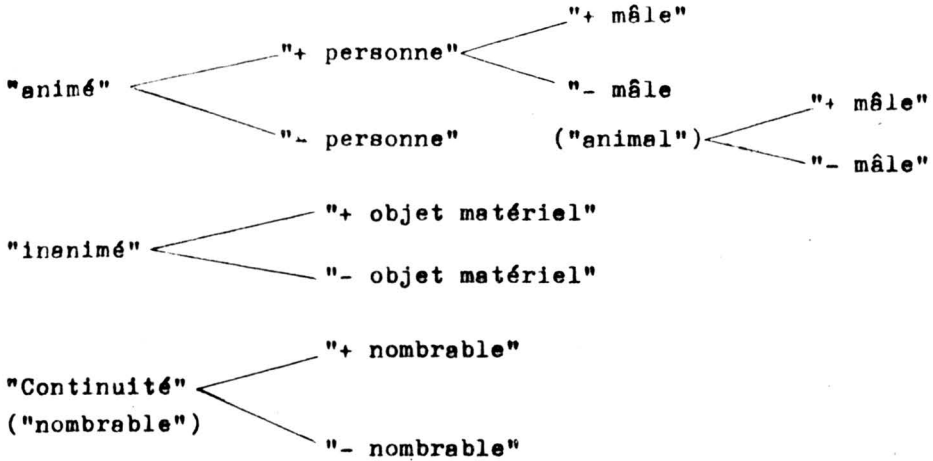 "+ mâle"
"+ personne"
"animé" "- mâle "+ mâle"
"- personne" ("animal")
"- mâle"
"+ objet matériel"
"inanimé"
"- objet matériel"
"+ nombrable"
"Continuité"
("nombrable")
"- nombrable"